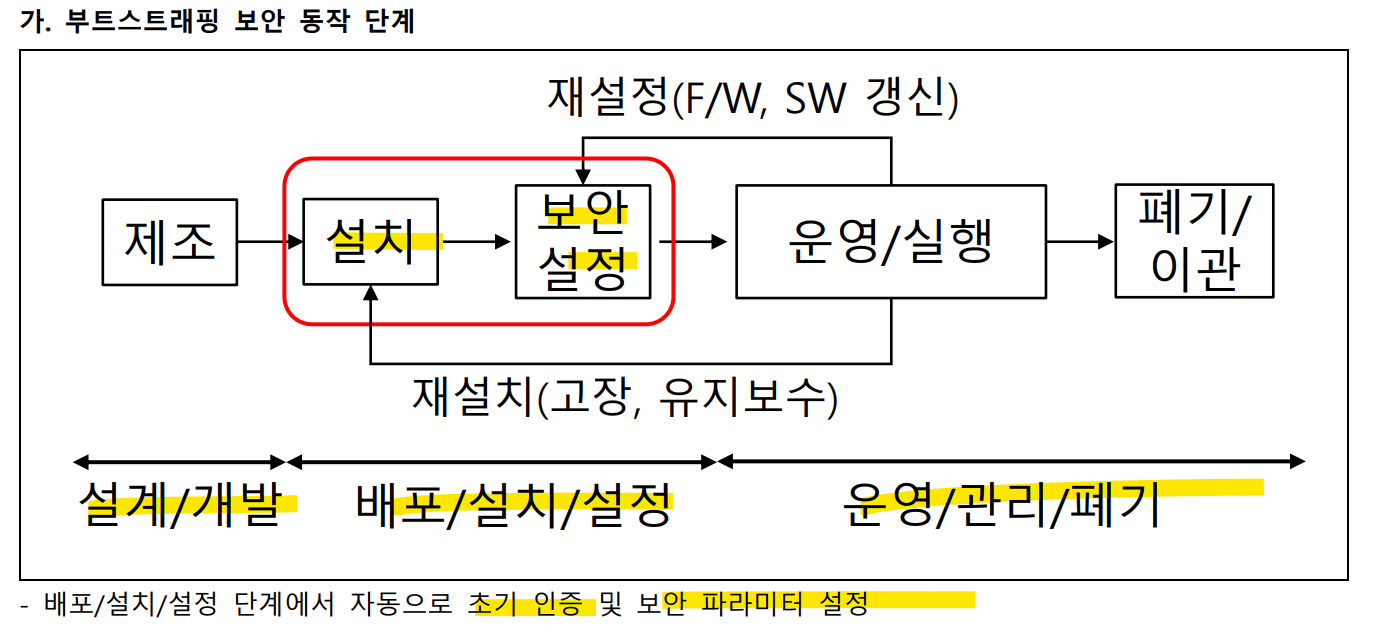 가. 부트스트래핑 보안 동작 단계
재설정(F/W, SW 갱신)
제조
설치
보안
설정
운영/실행
폐기/
이관
재설치(고장, 유지보수)
설계/개발
배포/설치/설정
운영/관리/폐기
- 배포/설치/설정 단계에서 자동으로 초기 인증 및 보안 파라미터 설정